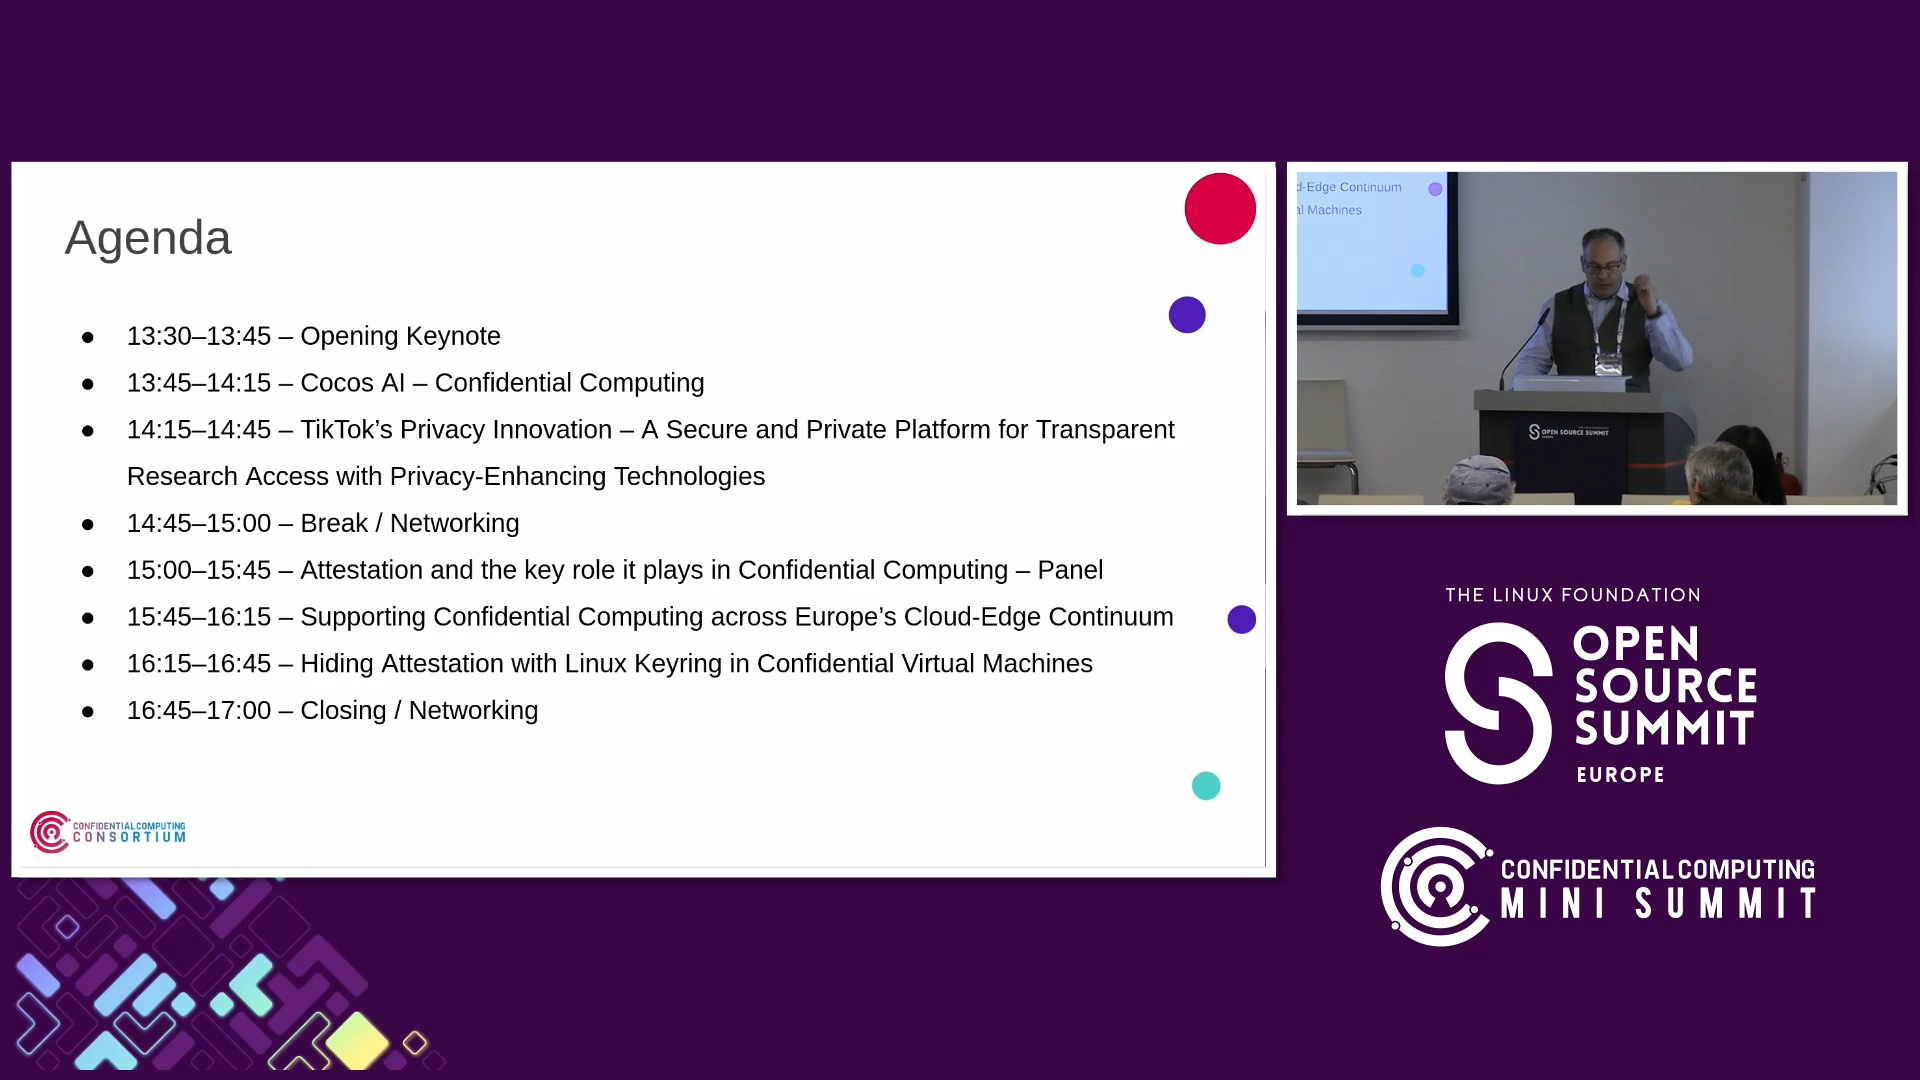 Agenda
● 13:30–13:45 – Opening Keynote
● 13:45–14:15 – Cocos AI – Confidential Computing
● 14:15–14:45 – TikTok’s Privacy Innovation – A Secure and Private Platform for Transparent
Research Access with Privacy-Enhancing Technologies
● 14:45–15:00 – Break / Networking
● 15:00–15:45 – Attestation and the key role it plays in Confidential Computing – Panel
● 15:45–16:15 – Supporting Confidential Computing across Europe’s Cloud-Edge Continuum
● 16:15–16:45 – Hiding Attestation with Linux Keyring in Confidential Virtual Machines
● 16:45–17:00 – Closing / Networking
CONFIDENTIAL COMPUTING
CONSORTIUM
d-Edge Continuum
al Machines
OPEN SOURCE SUMMIT
THE LINUX FOUNDATION
OPEN
SOURCE
SUMMIT
EUROPE
CONFIDENTIAL COMPUTING
MINI SUMMIT